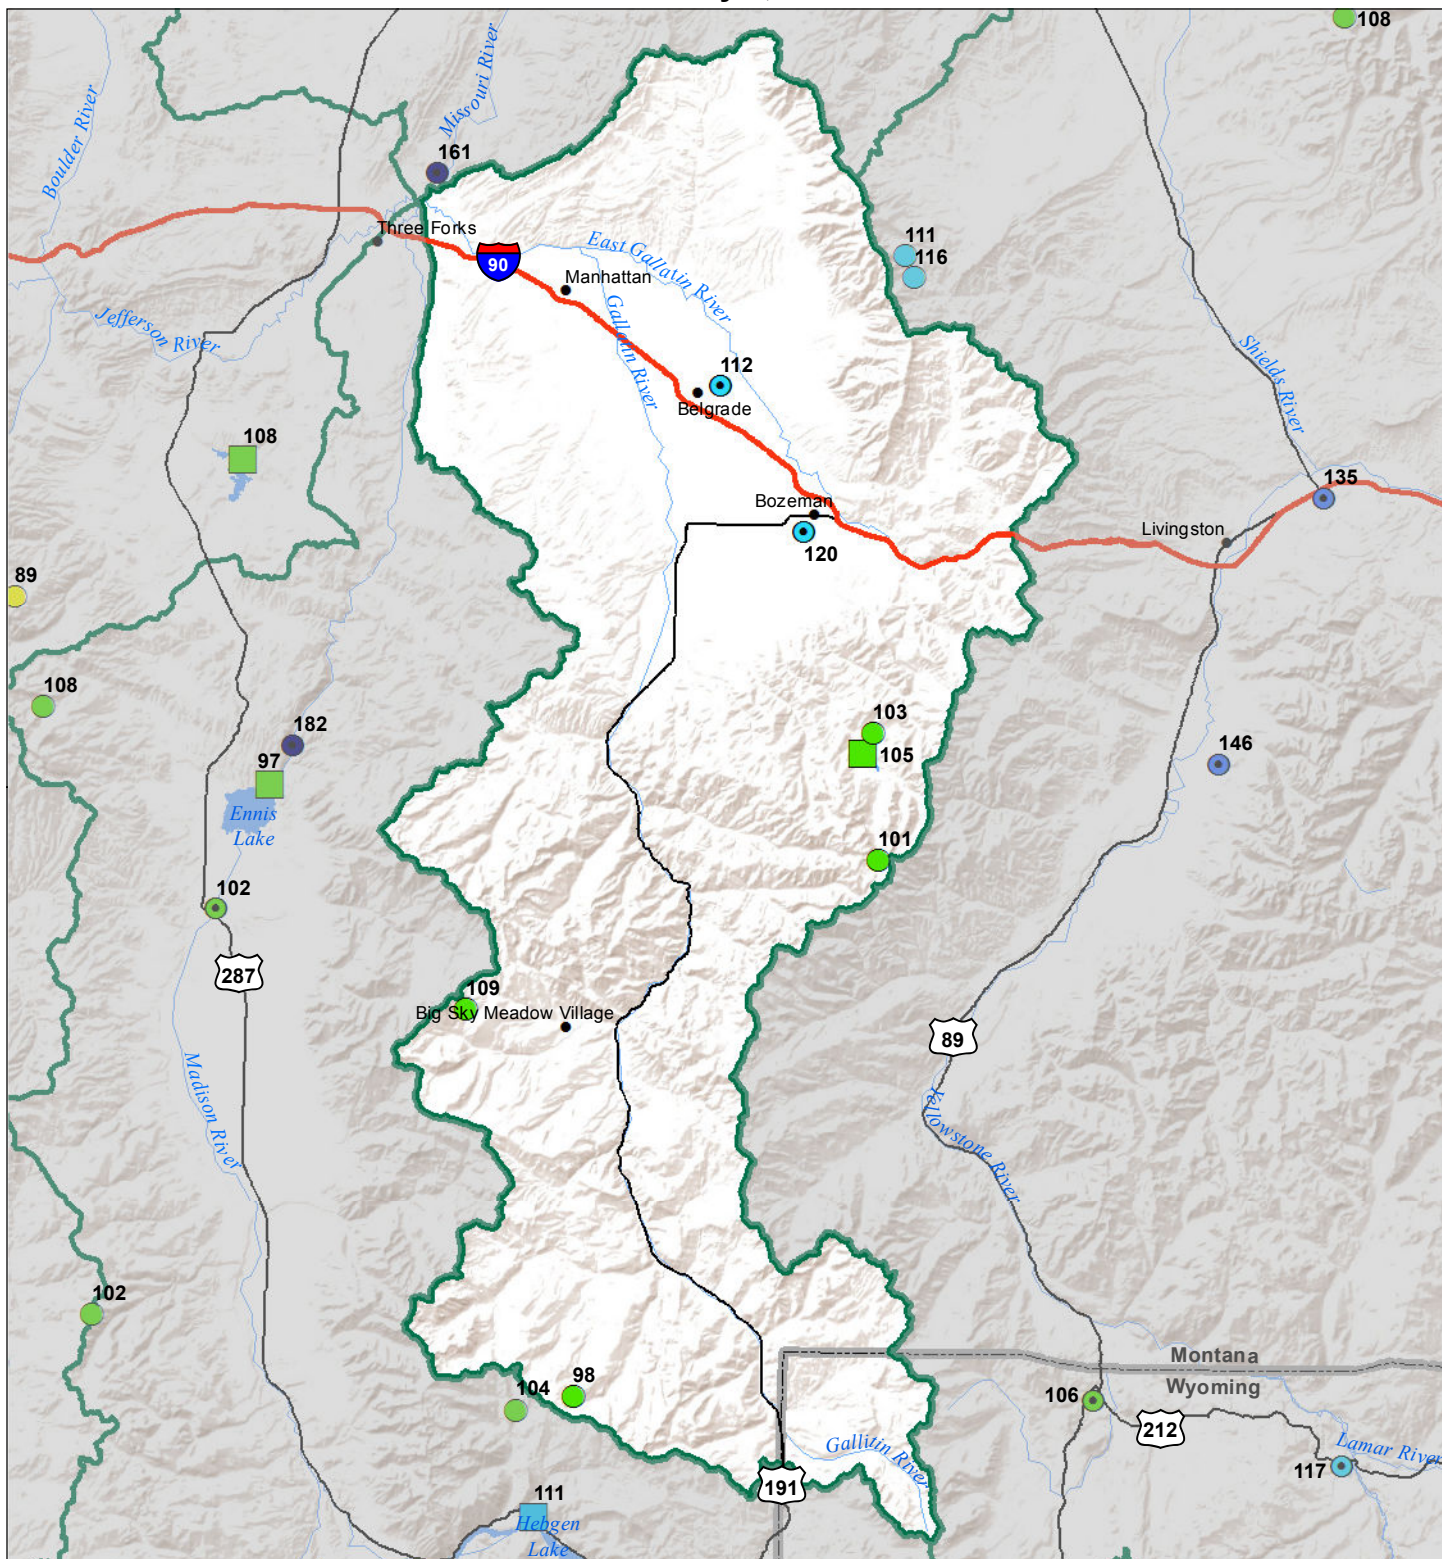 108
Missouri River
Boulder River
161
Three Forks
90
East Gallatin River
111
116
Manhattan
Jefferson River
Gallatin River
Shields River
112
Belgrade
108
135
Bozeman
Livingston
120
89
108
103
182
105
146
97
Ennis
Lake
101
102
287
109
Big Sky Meadow Village
89
Madison River
Yellowstone River
102
Montana
Wyoming
98
104
106
212
Gallitin River
Lamar River
117
191
111
Hebgen
Lake